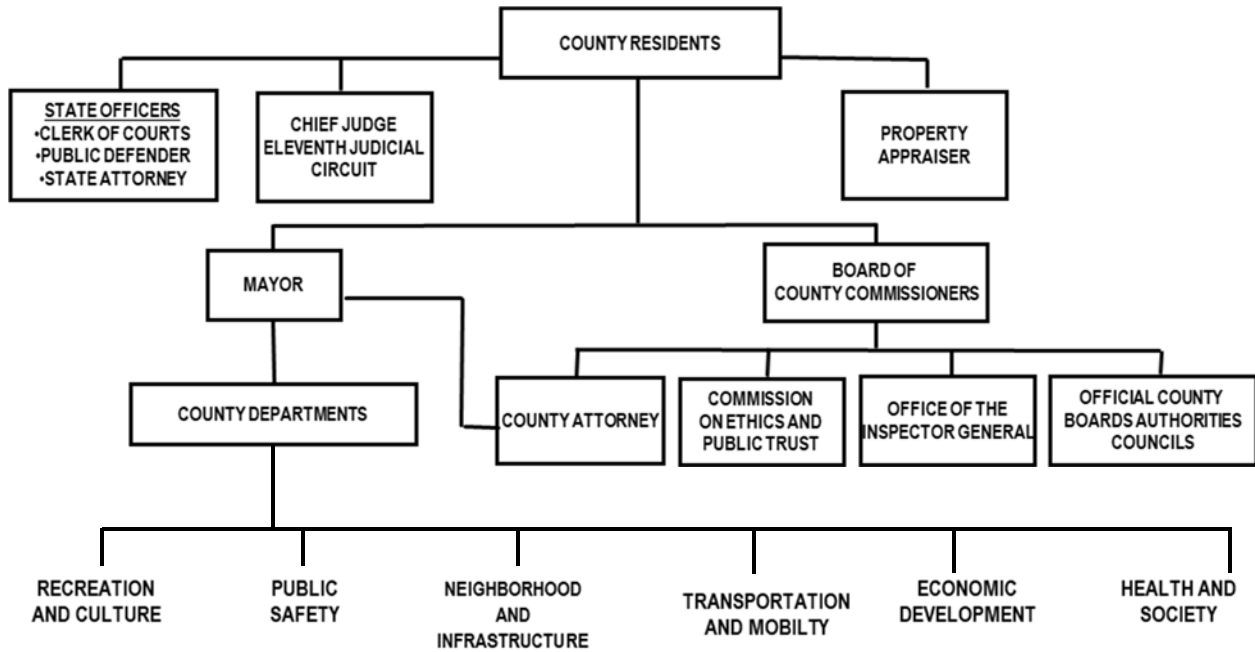 COUNTY RESIDENTS
STATE OFFICERS
•CLERK OF COURTS
•PUBLIC DEFENDER
•STATE ATTORNEY
CHIEF JUDGE
ELEVENTH JUDICIAL
CIRCUIT
PROPERTY
APPRAISER
MAYOR
BOARD OF
COUNTY COMMISSIONERS
COUNTY DEPARTMENTS
COUNTY ATTORNEY
COMMISSION
ON ETHICS AND
PUBLIC TRUST
OFFICE OF THE
INSPECTOR GENERAL
OFFICIAL COUNTY
BOARDS AUTHORITIES
COUNCILS
RECREATION
AND CULTURE
PUBLIC
SAFETY
NEIGHBORHOOD
AND
INFRASTRUCTURE
TRANSPORTATION
AND MOBILTY
ECONOMIC
DEVELOPMENT
HEALTH AND
SOCIETY